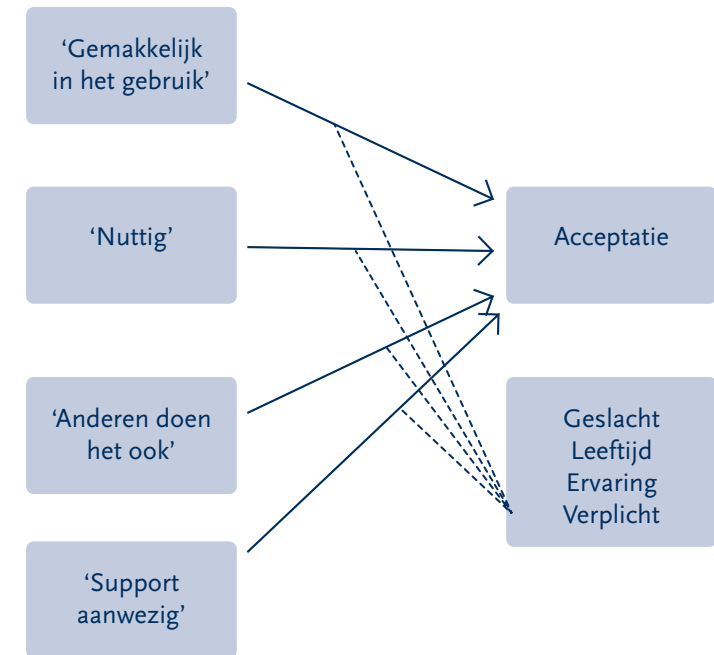 ‘Gemakkelijk
in het gebruik’
‘Nuttig’
Acceptatie
‘Anderen doen
het ook’
Geslacht
Leeftijd
Ervaring
Verplicht
‘Support
aanwezig’